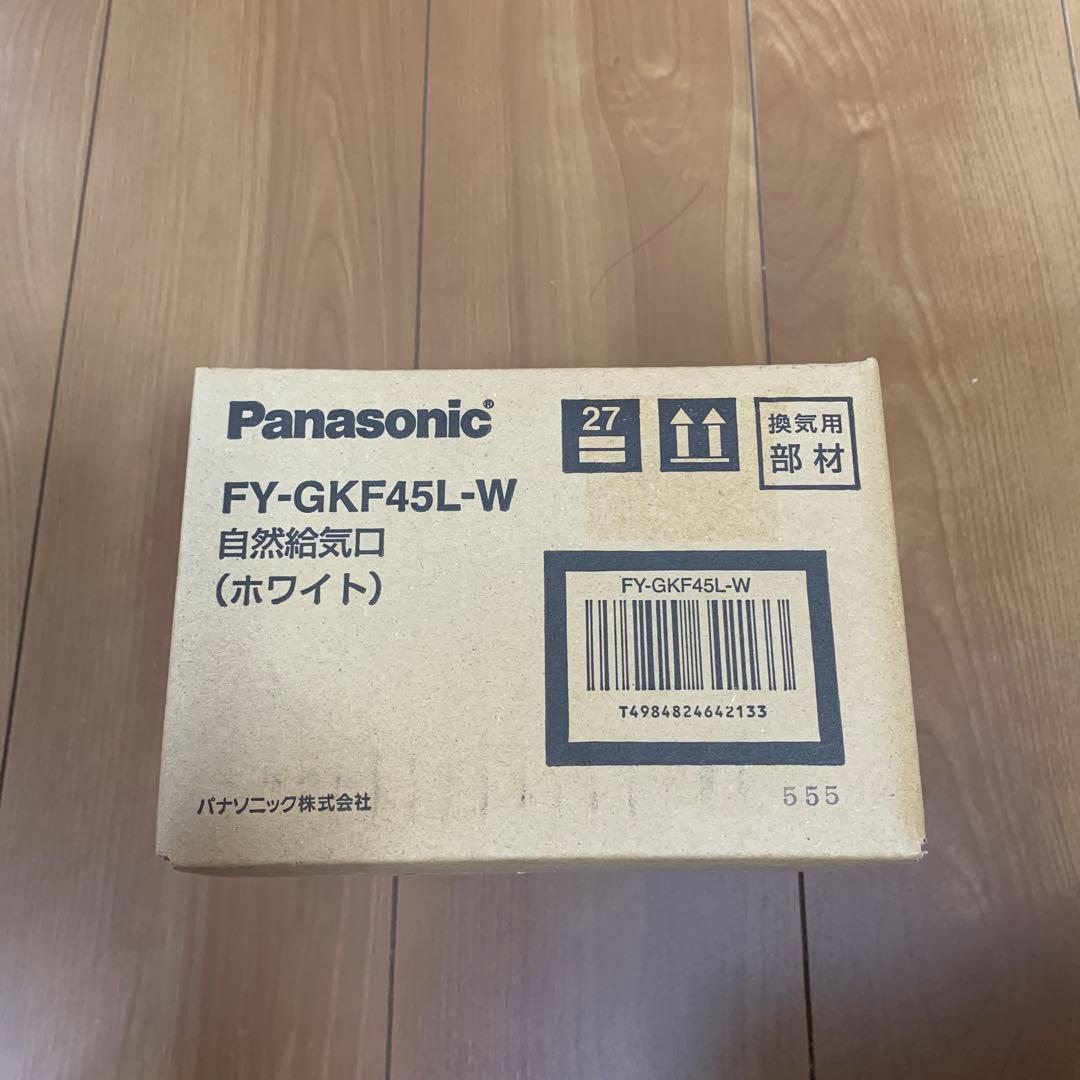 Panasonic®
27
換気用
部材
FY-GKF45L-W
自然給気口
(ホワイト)
FY-GKF45L-W
T4984824642133
パナソニック株式会社
555